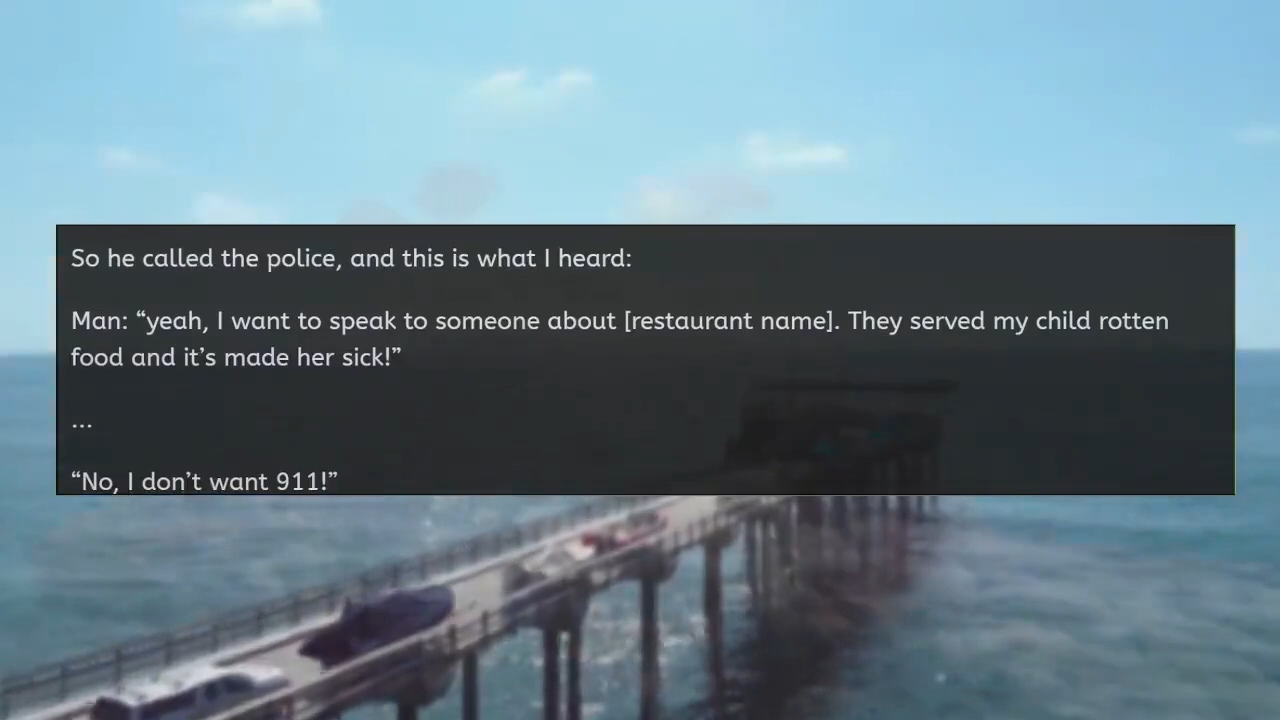 So he called the police, and this is what I heard:
Man: “yeah, I want to speak to someone about [restaurant name]. They served my child rotten
food and it’s made her sick!”
...
“No, I don’t want 911!”